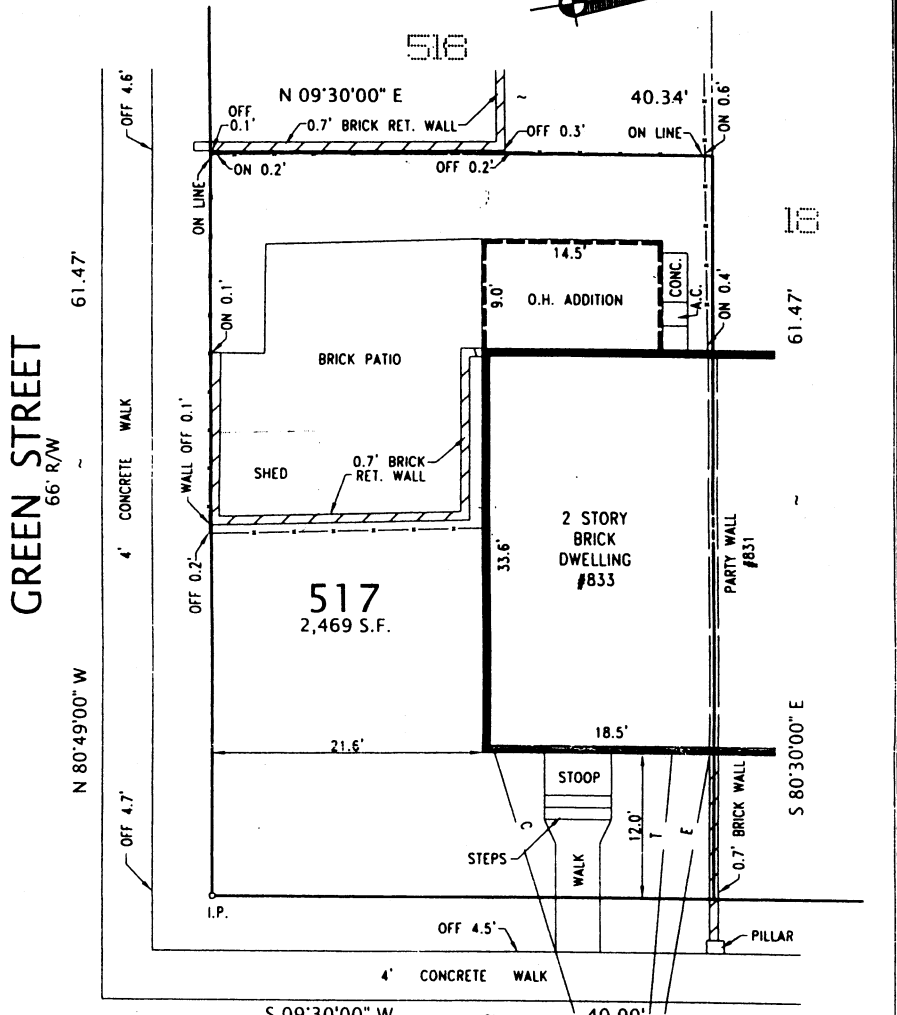 518
N 09°30'00" E
~
40.34'
OFF 4.6'
OFF
0.1'
0.7' BRICK RET. WALL
OFF 0.3'
ON LINE
ON 0.6'
ON 0.2'
OFF 0.2'
ON LINE
18
61.47'
14.5'
9.0'
O.H. ADDITION
CONC.
A.C.
ON 0.4'
61.47'
ON 0.1'
BRICK PATIO
GREEN STREET
66' R/W
~
4' CONCRETE WALK
WALL OFF 0.1'
SHED
0.7' BRICK
RET. WALL
~
2 STORY
BRICK
DWELLING
#833
33.6'
PARTY WALL
#831
OFF 0.2'
517
2,469 S.F.
N 80°49'00" W
S 80°30'00" E
21.6'
18.5'
STOOP
OFF 4.7'
C
12.0'
T
E
0.7' BRICK WALL
STEPS
WALK
I.P.
OFF 4.5'
PILLAR
4' CONCRETE WALK
S 09°30'00" W
40.00'